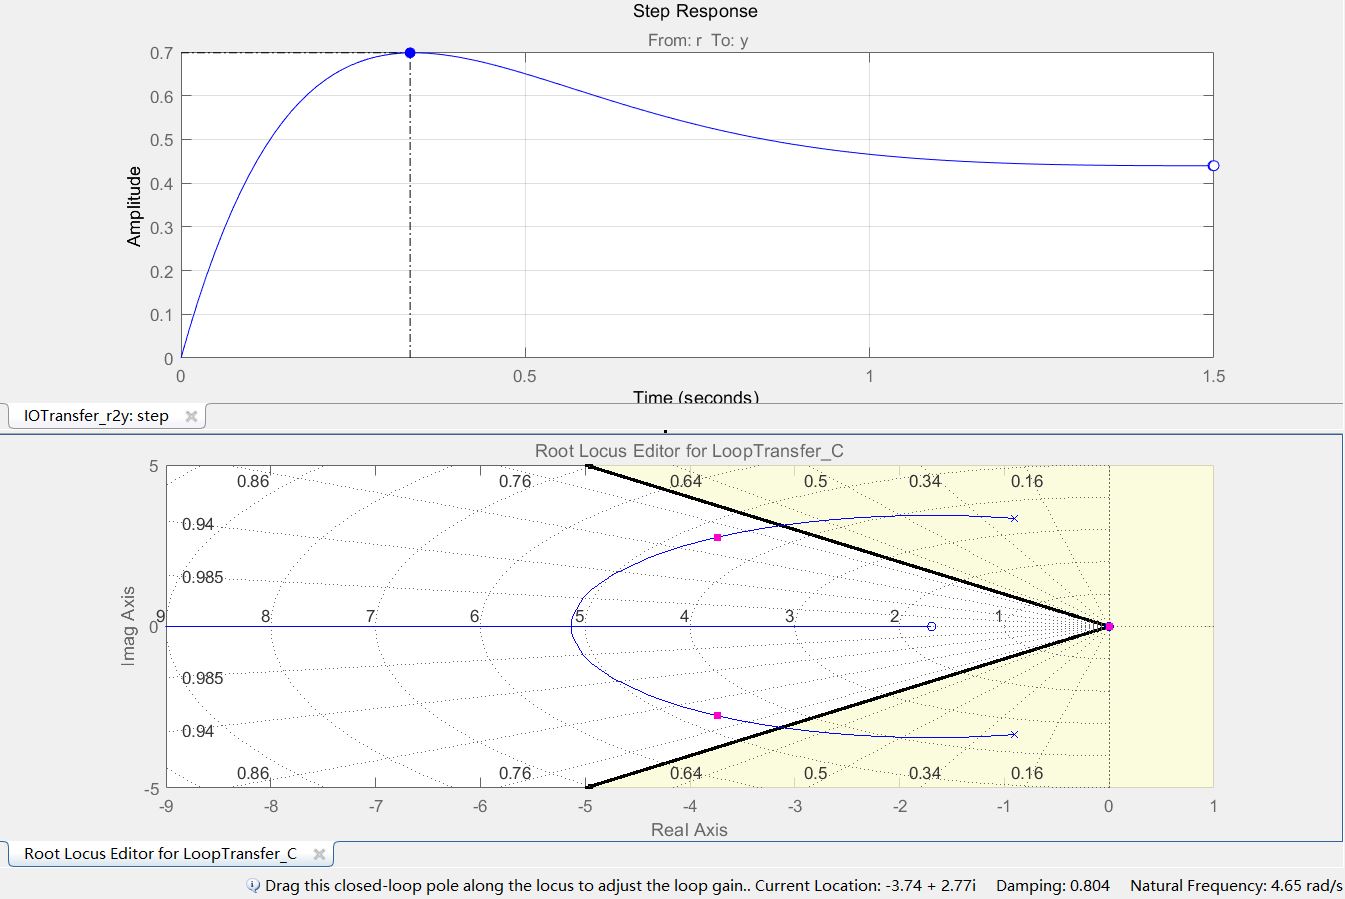 Step Response
From: r To: y
0.7
0.6
0.5
0.4
0.3
0.2
0.1
0
Amplitude
0 0.5 1 1.5
Time (seconds)
IOTransfer_r2y: step
Root Locus Editor for LoopTransfer_C
5
0.86 0.76 0.64 0.5 0.34 0.16
0.94
0.985
9 8 7 6 5 4 3 2 1
0
Imag Axis
0.985
0.94
0.86 0.76 0.64 0.5 0.34 0.16
-5
-9 -8 -7 -6 -5 -4 -3 -2 -1 0 1
Real Axis
Root Locus Editor for LoopTransfer_C
Drag this closed-loop pole along the locus to adjust the loop gain.. Current Location: -3.74 + 2.77i Damping: 0.804 Natural Frequency: 4.65 rad/s